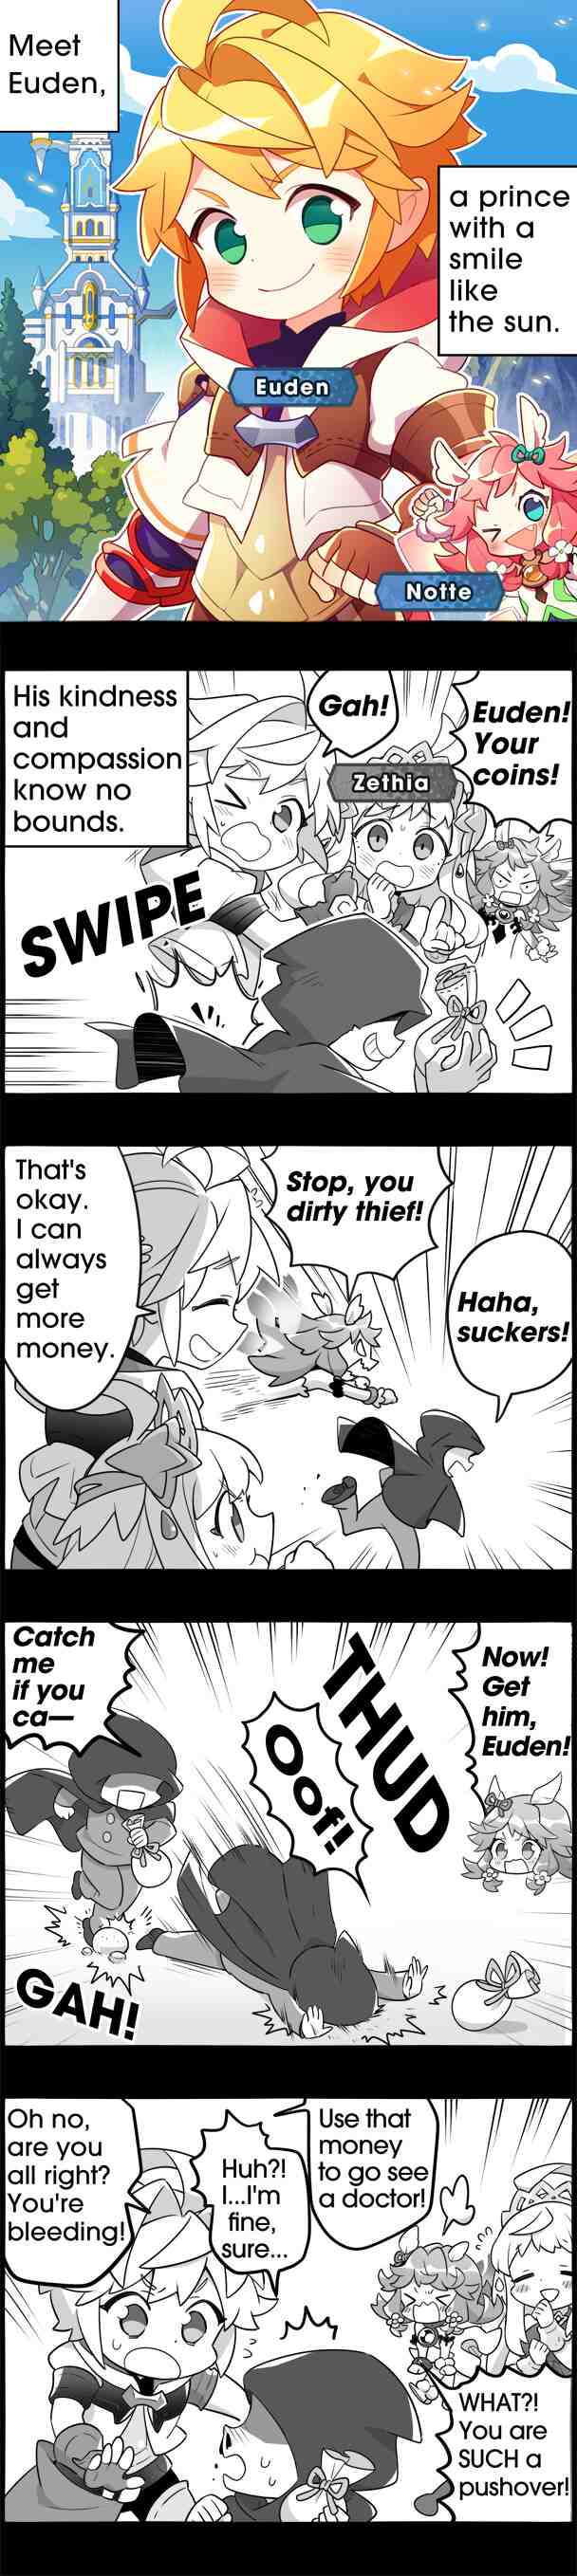 Meet
Euden,
a prince
with a
smile
like
the sun.
Euden
Notte
His kindness
and
compassion
know no
bounds.
Gah!
Euden!
Your
coins!
Zethia
SWIPE
That's
okay.
I can
always
get
more
money.
Stop, you
dirty thief!
Haha,
suckers!
Catch
me
if you
ca—
GAH!
Oof!
THUD
Now!
Get
him,
Euden!
Oh no,
are you
all right?
You're
bleeding!
Huh?!
I...I'm
fine,
sure...
Use that
money
to go see
a doctor!
WHAT?!
You are
SUCH a
pushover!